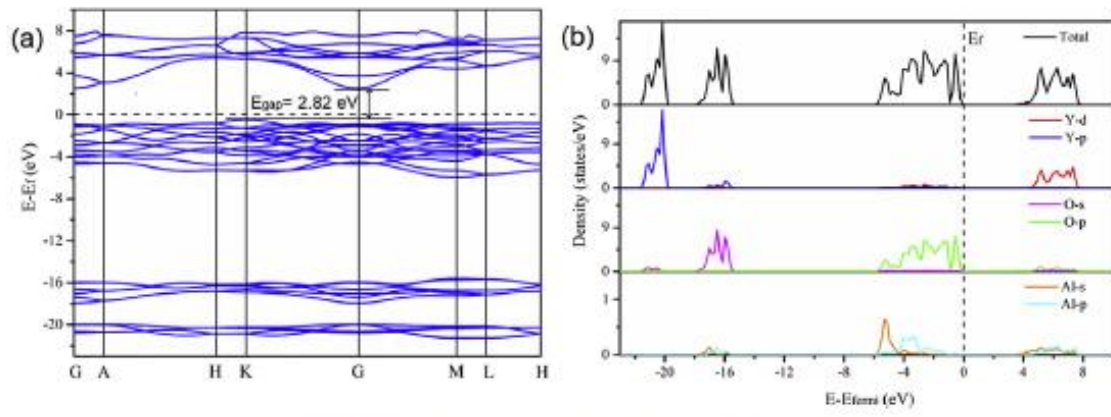 (a)
8
4
0
-4
-8
-12
-16
-20
E-Ef (eV)
Egap= 2.82 eV
G A H K G M L H
(b)
Ef
Total
9
0
Y-d
Y-p
9
0
O-s
O-p
9
0
Al-s
Al-p
1
0
Density (states/eV)
-20 -16 -12 -8 -4 0 4 8
E-Efermi (eV)